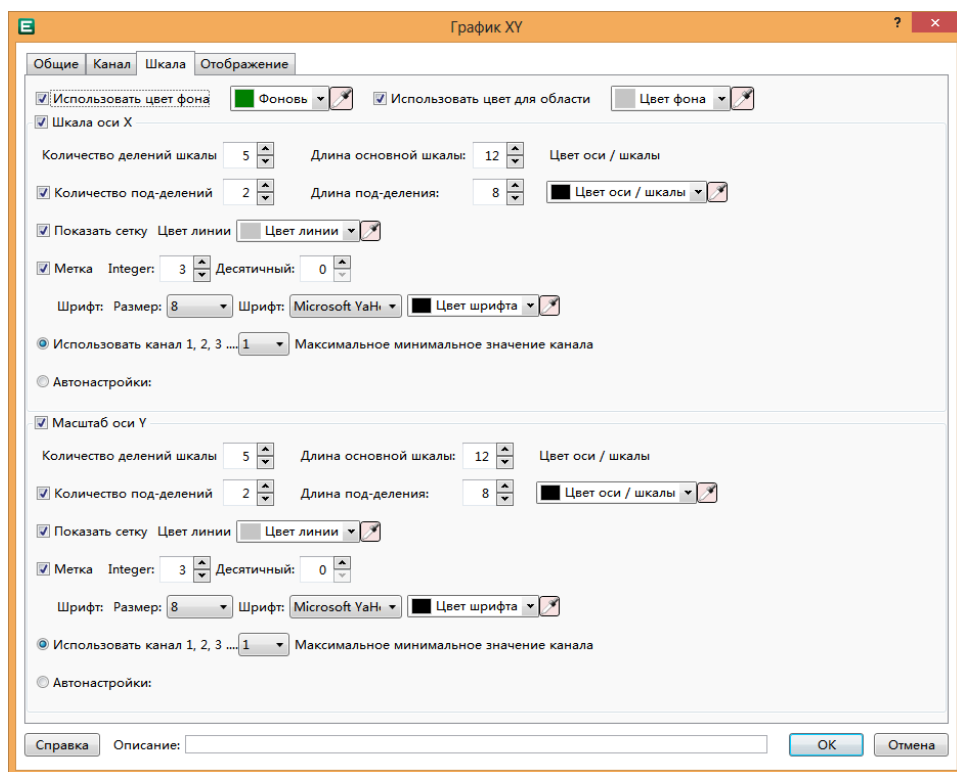 E График XY ? ×
Общие Канал Шкала Отображение
Использовать цвет фона Фоновь Использовать цвет для области Цвет фона
Шкала оси X
Количество делений шкалы 5 Длина основной шкалы: 12 Цвет оси / шкалы
Количество под-делений 2 Длина под-деления: 8 Цвет оси / шкалы
Показать сетку Цвет линии Цвет линии
Метка Integer: 3 Десятичный: 0
Шрифт: Размер: 8 Шрифт: Microsoft YaH Цвет шрифта
Использовать канал 1, 2, 3 .... 1 Максимальное минимальное значение канала
Автонастройки:
Масштаб оси Y
Количество делений шкалы 5 Длина основной шкалы: 12 Цвет оси / шкалы
Количество под-делений 2 Длина под-деления: 8 Цвет оси / шкалы
Показать сетку Цвет линии Цвет линии
Метка Integer: 3 Десятичный: 0
Шрифт: Размер: 8 Шрифт: Microsoft YaH Цвет шрифта
Использовать канал 1, 2, 3 .... 1 Максимальное минимальное значение канала
Автонастройки:
Справка Описание: OK Отмена